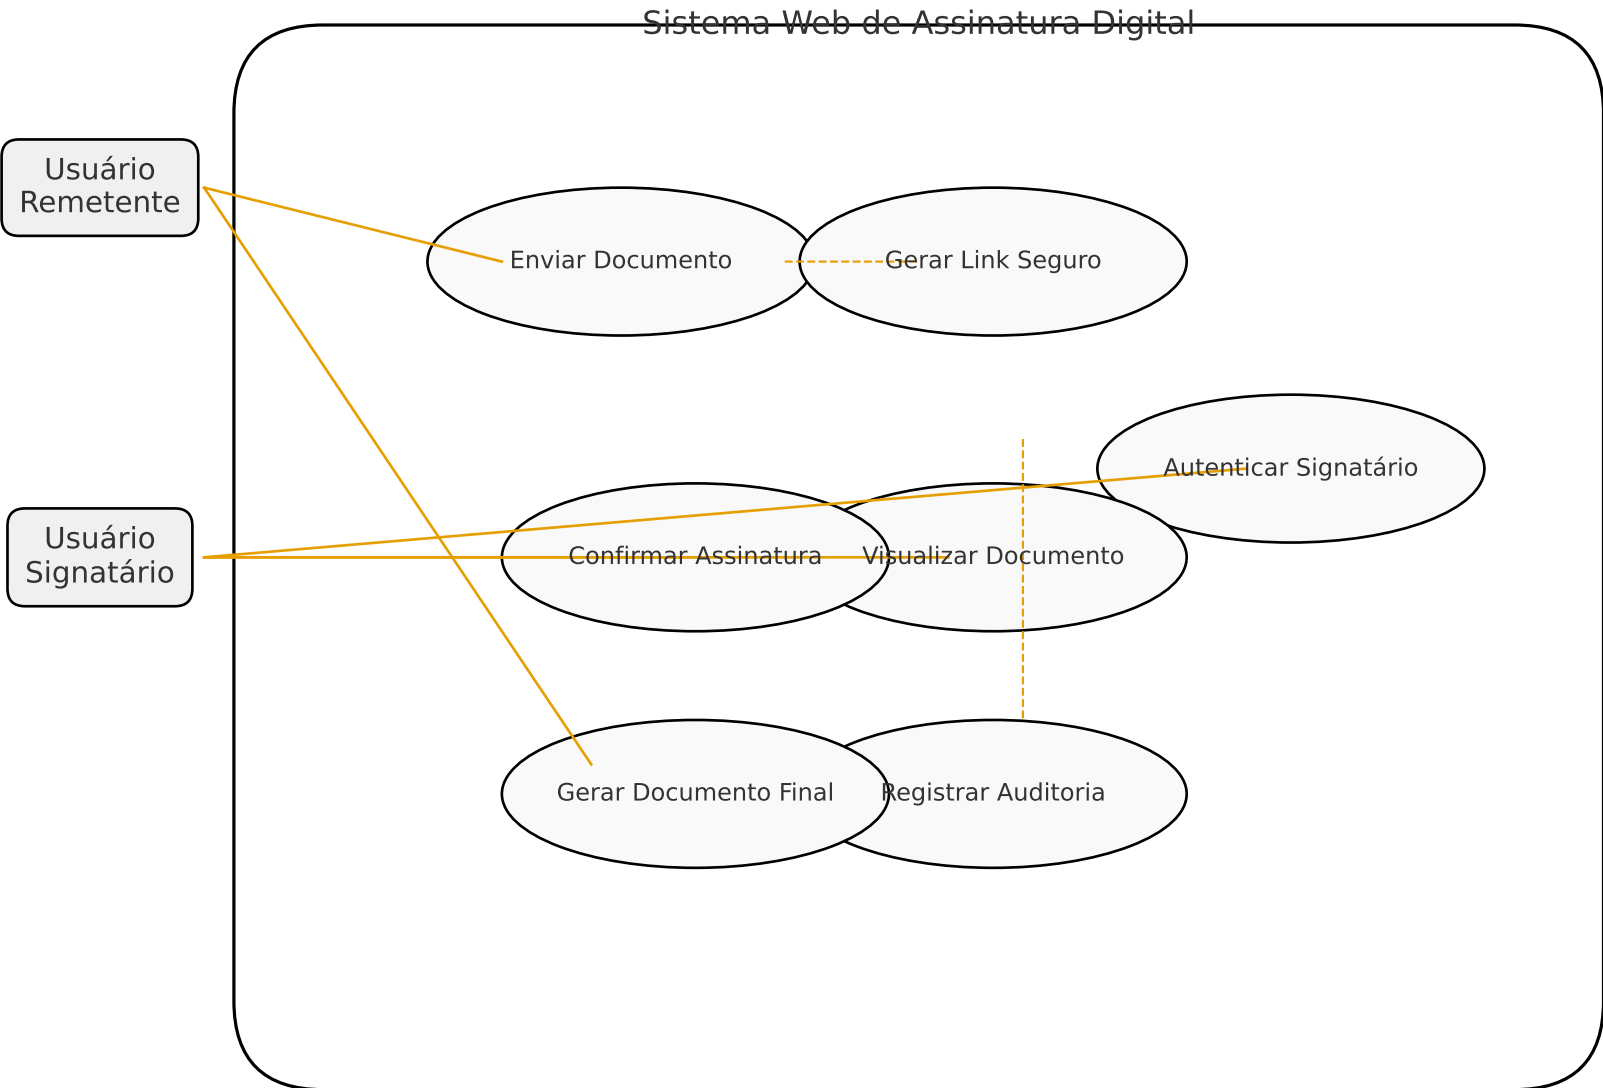 Sistema Web de Assinatura Digital
Usuário
Remetente
Enviar Documento
Gerar Link Seguro
Autenticar Signatário
Usuário
Signatário
Confirmar Assinatura
Visualizar Documento
Gerar Documento Final
Registrar Auditoria